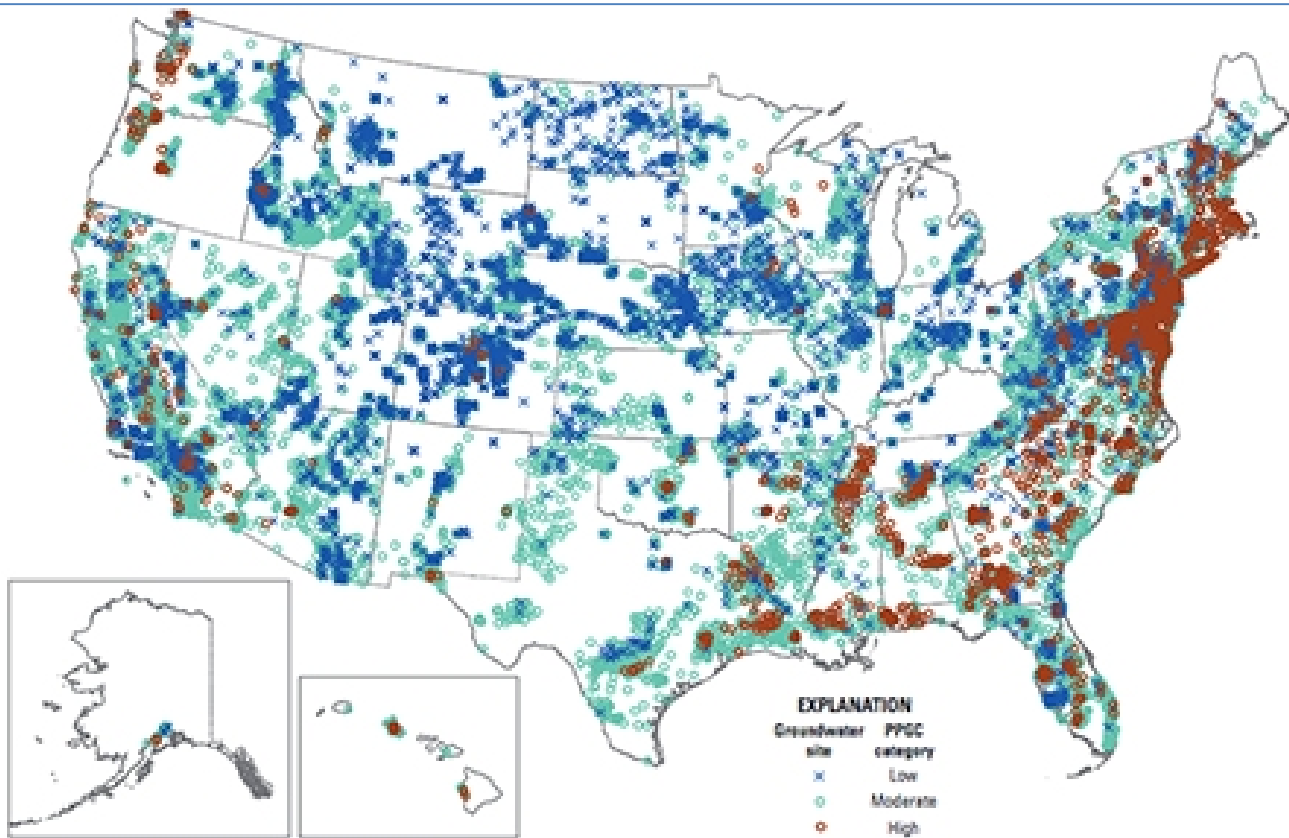 EXPLANATION
Groundwater PPGC
site category
Low
Moderate
High